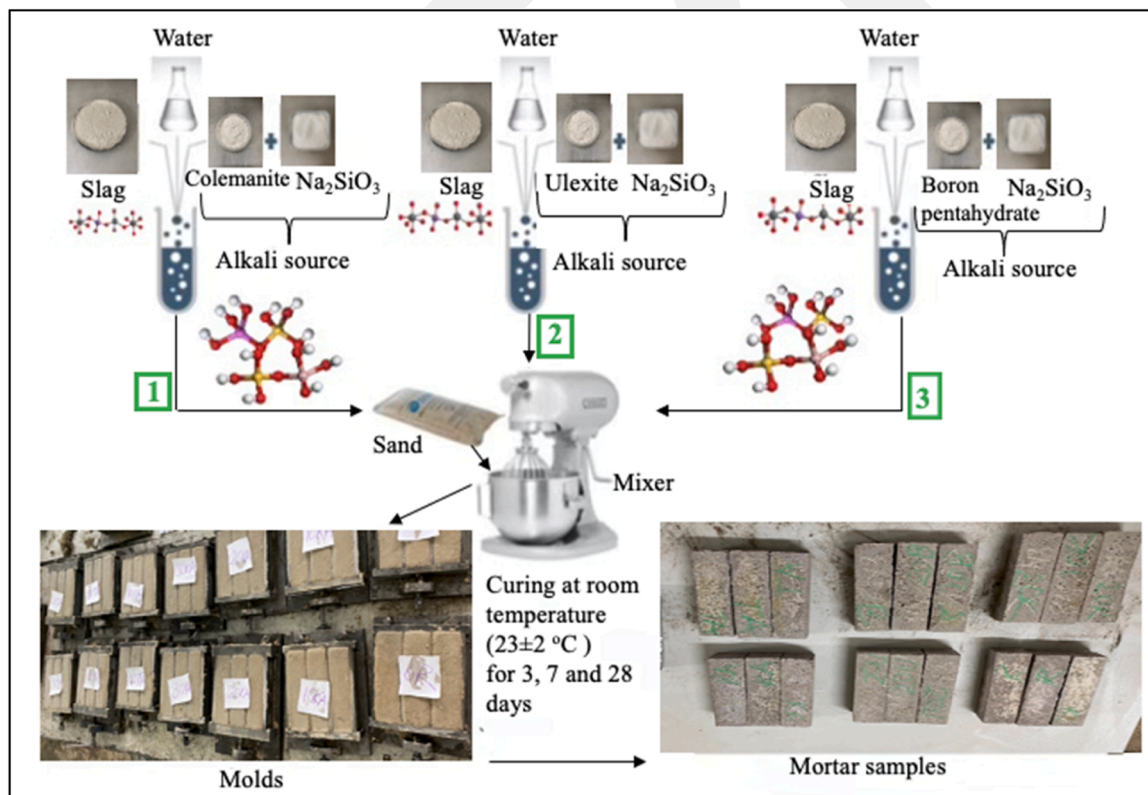 Water
Water
Water
Slag
Colemanite
Na₂SiO₃
Alkali source
Slag
Ulexite
Na₂SiO₃
Alkali source
Slag
Boron
pentahydrate
Na₂SiO₃
Alkali source
1
2
3
Sand
Mixer
Curing at room
temperature
(23±2 °C )
for 3, 7 and 28
days
Molds
Mortar samples